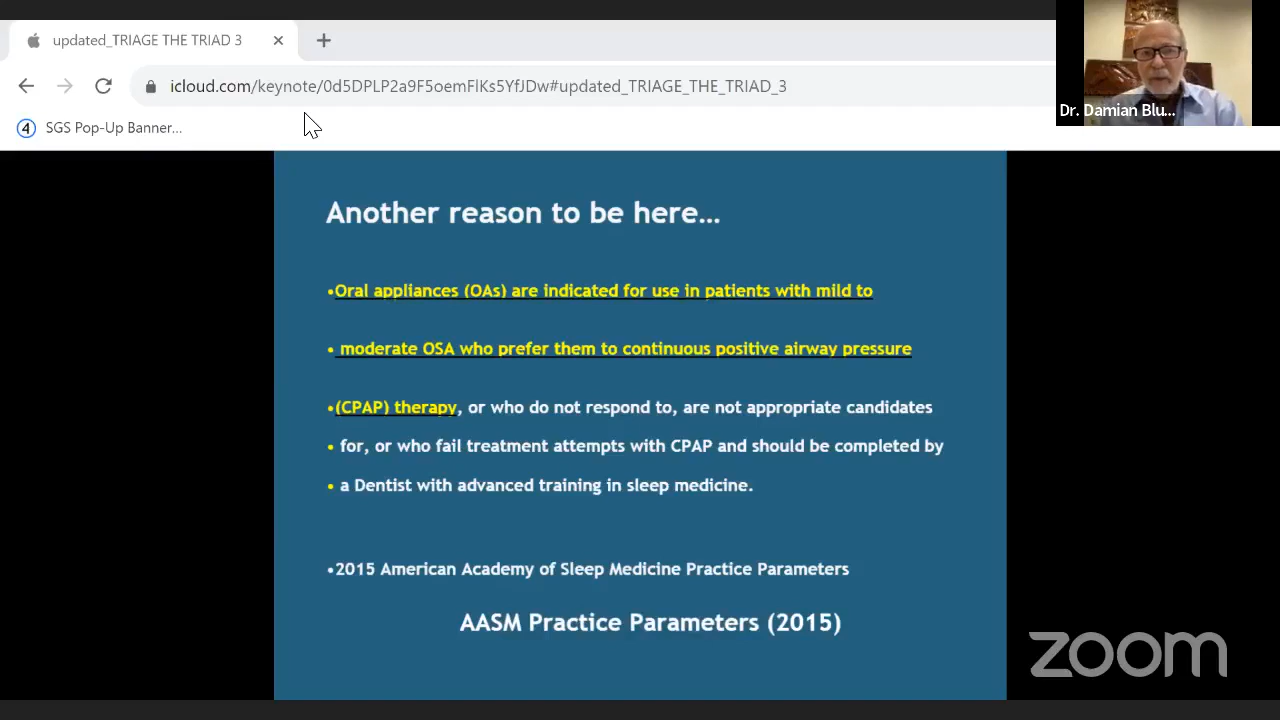 updated_TRIAGE THE TRIAD 3
icloud.com/keynote/0d5DPLP2a9F5oemFlKs5YfJDw#updated_TRIAGE_THE_TRIAD_3
4 SGS Pop-Up Banner...
Dr. Damian Blu...
Another reason to be here...
•Oral appliances (OAs) are indicated for use in patients with mild to
• moderate OSA who prefer them to continuous positive airway pressure
•(CPAP) therapy, or who do not respond to, are not appropriate candidates
• for, or who fail treatment attempts with CPAP and should be completed by
• a Dentist with advanced training in sleep medicine.
•2015 American Academy of Sleep Medicine Practice Parameters
AASM Practice Parameters (2015)
zoom